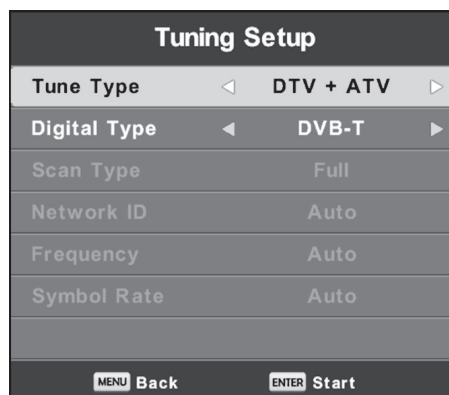 Tuning Setup
Tune Type DTV + ATV
Digital Type DVB-T
Scan Type Full
Network ID Auto
Frequency Auto
Symbol Rate Auto
MENU Back ENTER Start